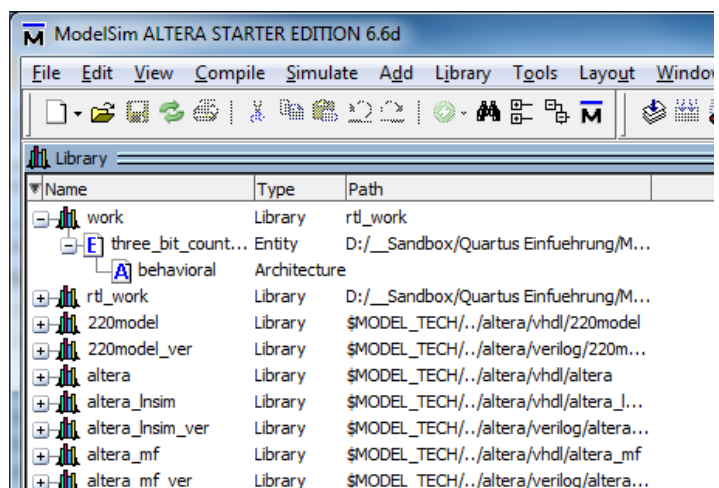 ModelSim ALTERA STARTER EDITION 6.6d
File Edit View Compile Simulate Add Library Tools Layout Window
Library
Name Type Path
work Library rtl_work
three_bit_count... Entity D:/__Sandbox/Quartus Einfuehrung/M...
behavioral Architecture
rtl_work Library D:/__Sandbox/Quartus Einfuehrung/M...
220model Library $MODEL_TECH/../altera/vhdl/220model
220model_ver Library $MODEL_TECH/../altera/verilog/220m...
altera Library $MODEL_TECH/../altera/vhdl/altera
altera_lnsim Library $MODEL_TECH/../altera/vhdl/altera_l...
altera_lnsim_ver Library $MODEL_TECH/../altera/verilog/altera...
altera_mf Library $MODEL_TECH/../altera/vhdl/altera_mf
altera_mf_ver Library $MODEL_TECH/../altera/verilog/altera...